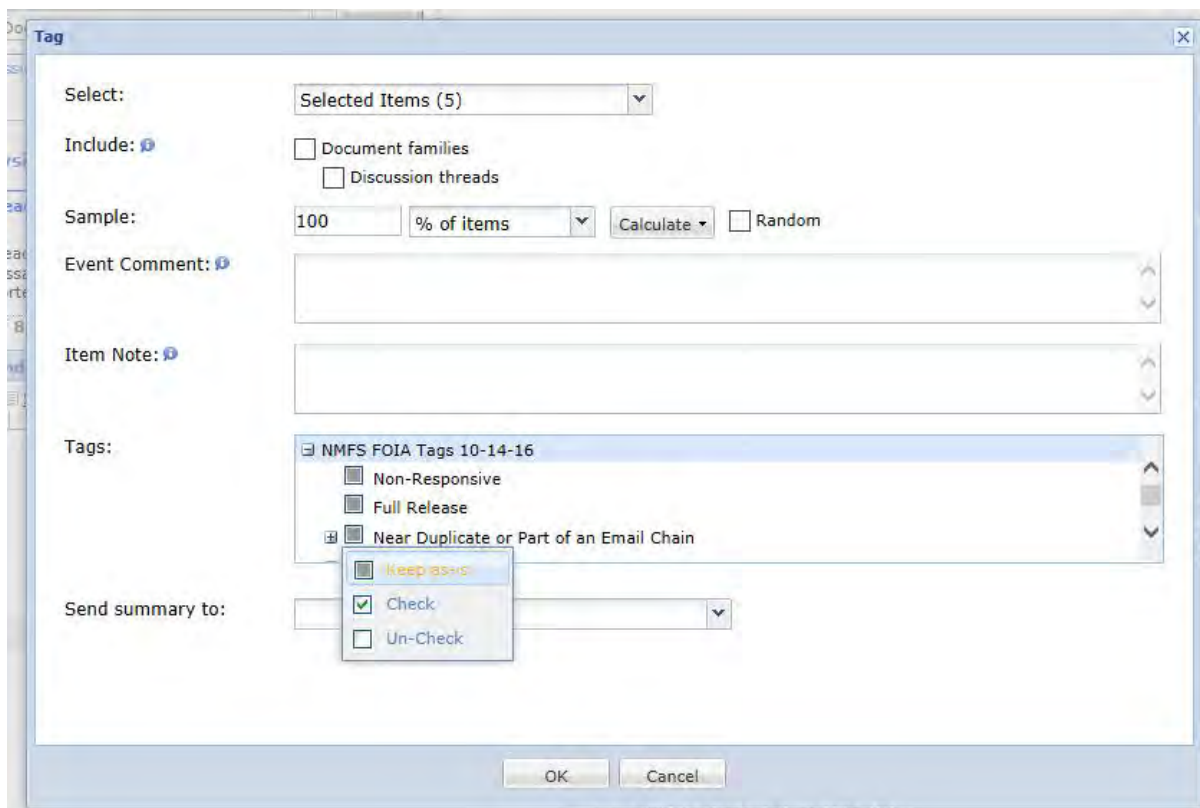 Tag
Select: Selected Items (5)
Include: Document families
Discussion threads
Sample: 100 % of items Calculate Random
Event Comment:
Item Note:
Tags: NMFS FOIA Tags 10-14-16
Non-Responsive
Full Release
Near Duplicate or Part of an Email Chain
Keep as-is
Send summary to:
Check
Un-Check
OK Cancel